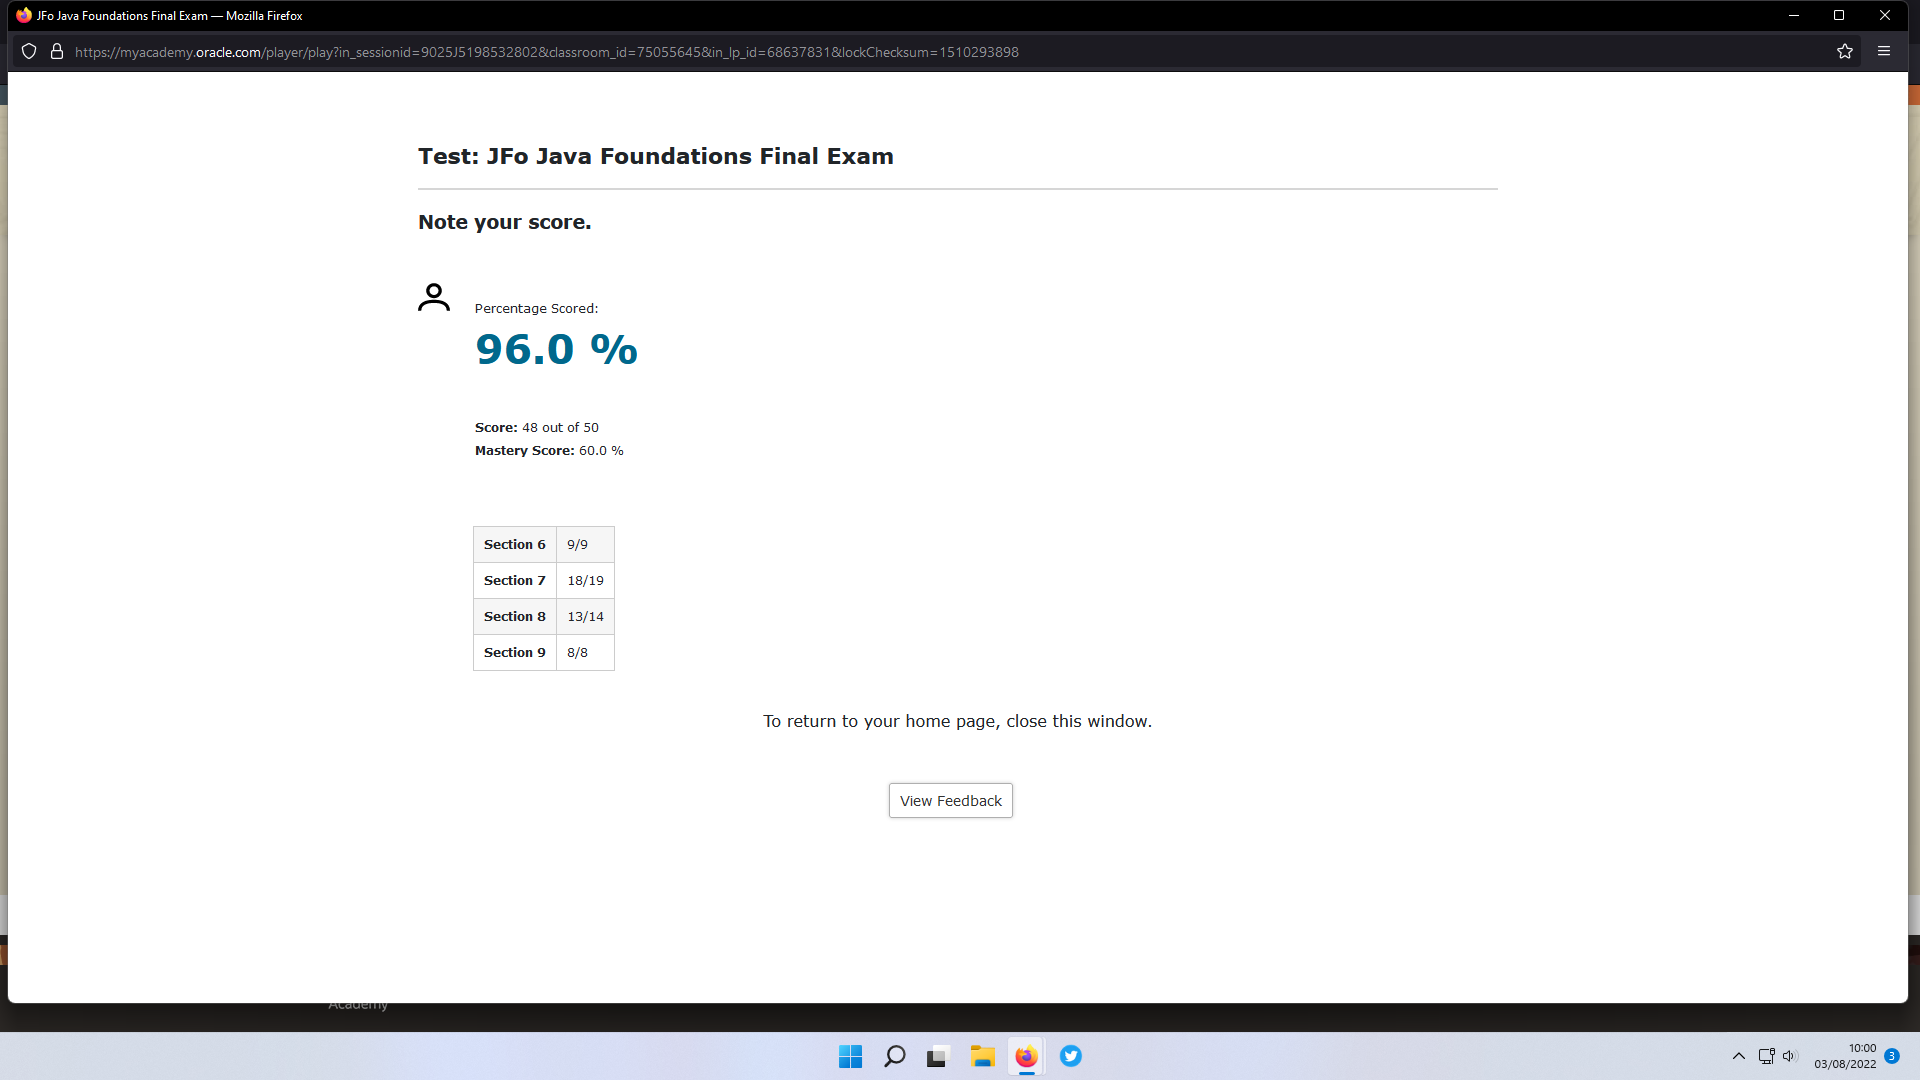 JFo Java Foundations Final Exam — Mozilla Firefox
https://myacademy.oracle.com/player/play?in_sessionid=9025J5198532802&classroom_id=75055645&in_lp_id=68637831&lockChecksum=1510293898
Test: JFo Java Foundations Final Exam
Note your score.
Percentage Scored:
96.0 %
Score: 48 out of 50
Mastery Score: 60.0 %
Section 6 9/9
Section 7 18/19
Section 8 13/14
Section 9 8/8
To return to your home page, close this window.
View Feedback
Academy
10:00
03/08/2022
3